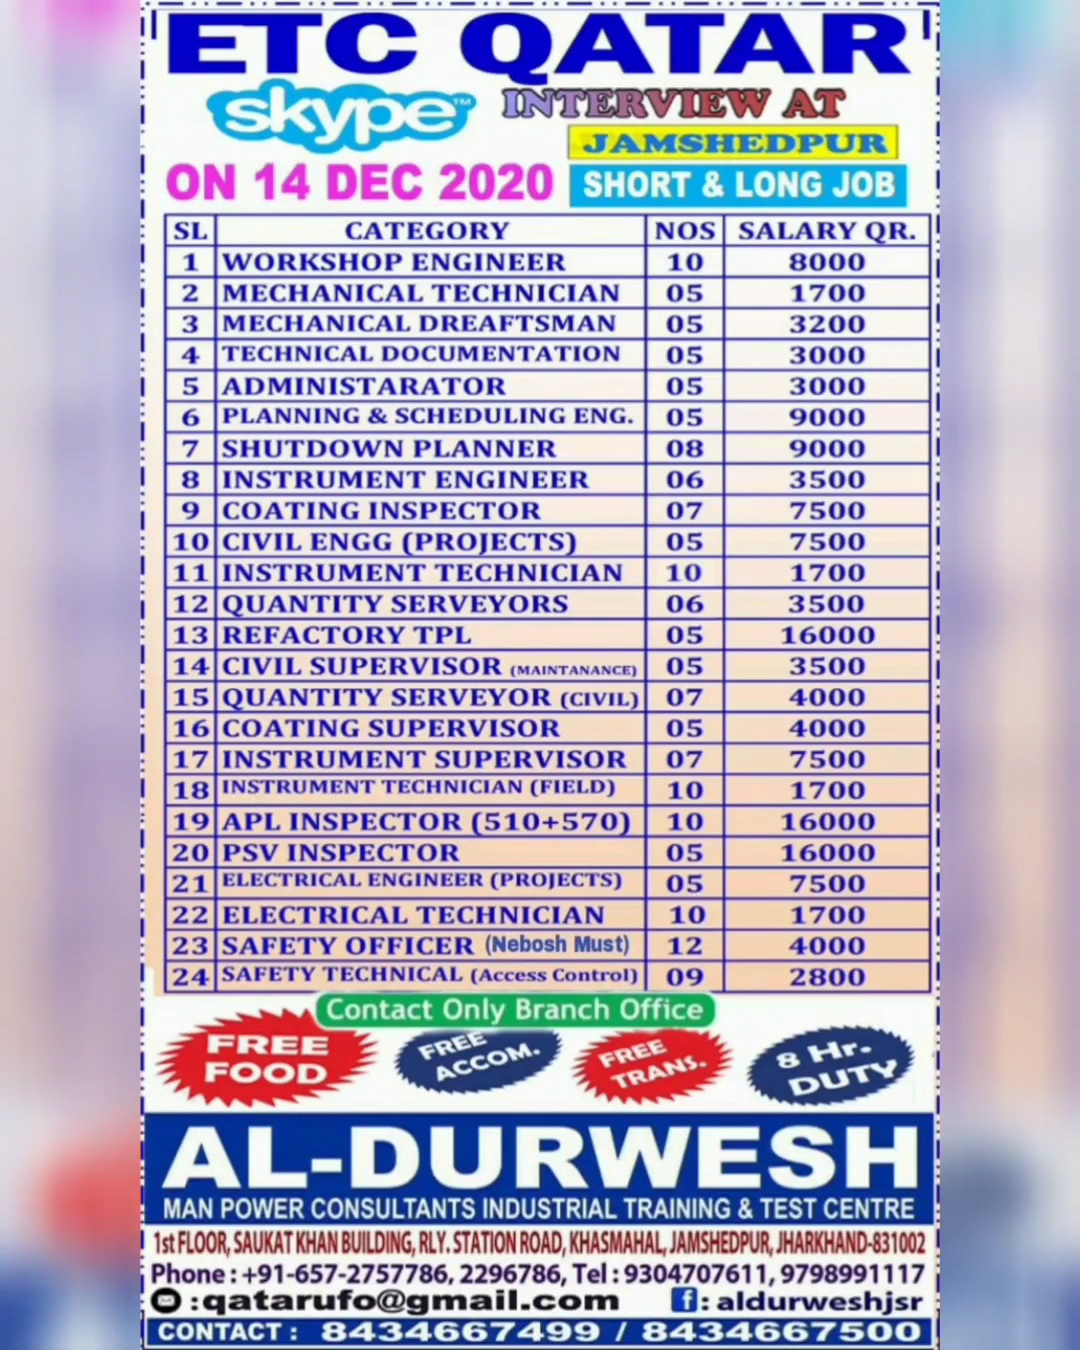 ETC QATAR
skype™ INTERVIEW AT
JAMSHEDPUR
ON 14 DEC 2020 SHORT & LONG JOB
SL CATEGORY NOS SALARY QR.
1 WORKSHOP ENGINEER 10 8000
2 MECHANICAL TECHNICIAN 05 1700
3 MECHANICAL DREAFTSMAN 05 3200
4 TECHNICAL DOCUMENTATION 05 3000
5 ADMINISTARATOR 05 3000
6 PLANNING & SCHEDULING ENG. 05 9000
7 SHUTDOWN PLANNER 08 9000
8 INSTRUMENT ENGINEER 06 3500
9 COATING INSPECTOR 07 7500
10 CIVIL ENGG (PROJECTS) 05 7500
11 INSTRUMENT TECHNICIAN 10 1700
12 QUANTITY SERVEYORS 06 3500
13 REFACTORY TPL 05 16000
14 CIVIL SUPERVISOR (MAINTANANCE) 05 3500
15 QUANTITY SERVEYOR (CIVIL) 07 4000
16 COATING SUPERVISOR 05 4000
17 INSTRUMENT SUPERVISOR 07 7500
18 INSTRUMENT TECHNICIAN (FIELD) 10 1700
19 APL INSPECTOR (510+570) 10 16000
20 PSV INSPECTOR 05 16000
21 ELECTRICAL ENGINEER (PROJECTS) 05 7500
22 ELECTRICAL TECHNICIAN 10 1700
23 SAFETY OFFICER (Nebosh Must) 12 4000
24 SAFETY TECHNICAL (Access Control) 09 2800
Contact Only Branch Office
FREE FOOD
FREE ACCOM.
FREE TRANS.
8 Hr. DUTY
AL-DURWESH
MAN POWER CONSULTANTS INDUSTRIAL TRAINING & TEST CENTRE
1st FLOOR, SAUKAT KHAN BUILDING, RLY. STATION ROAD, KHASMAHAL, JAMSHEDPUR, JHARKHAND-831002
Phone : +91-657-2757786, 2296786, Tel : 9304707611, 9798991117
:qatarufo@gmail.com f : aldurweshjsr
CONTACT : 8434667499 / 8434667500